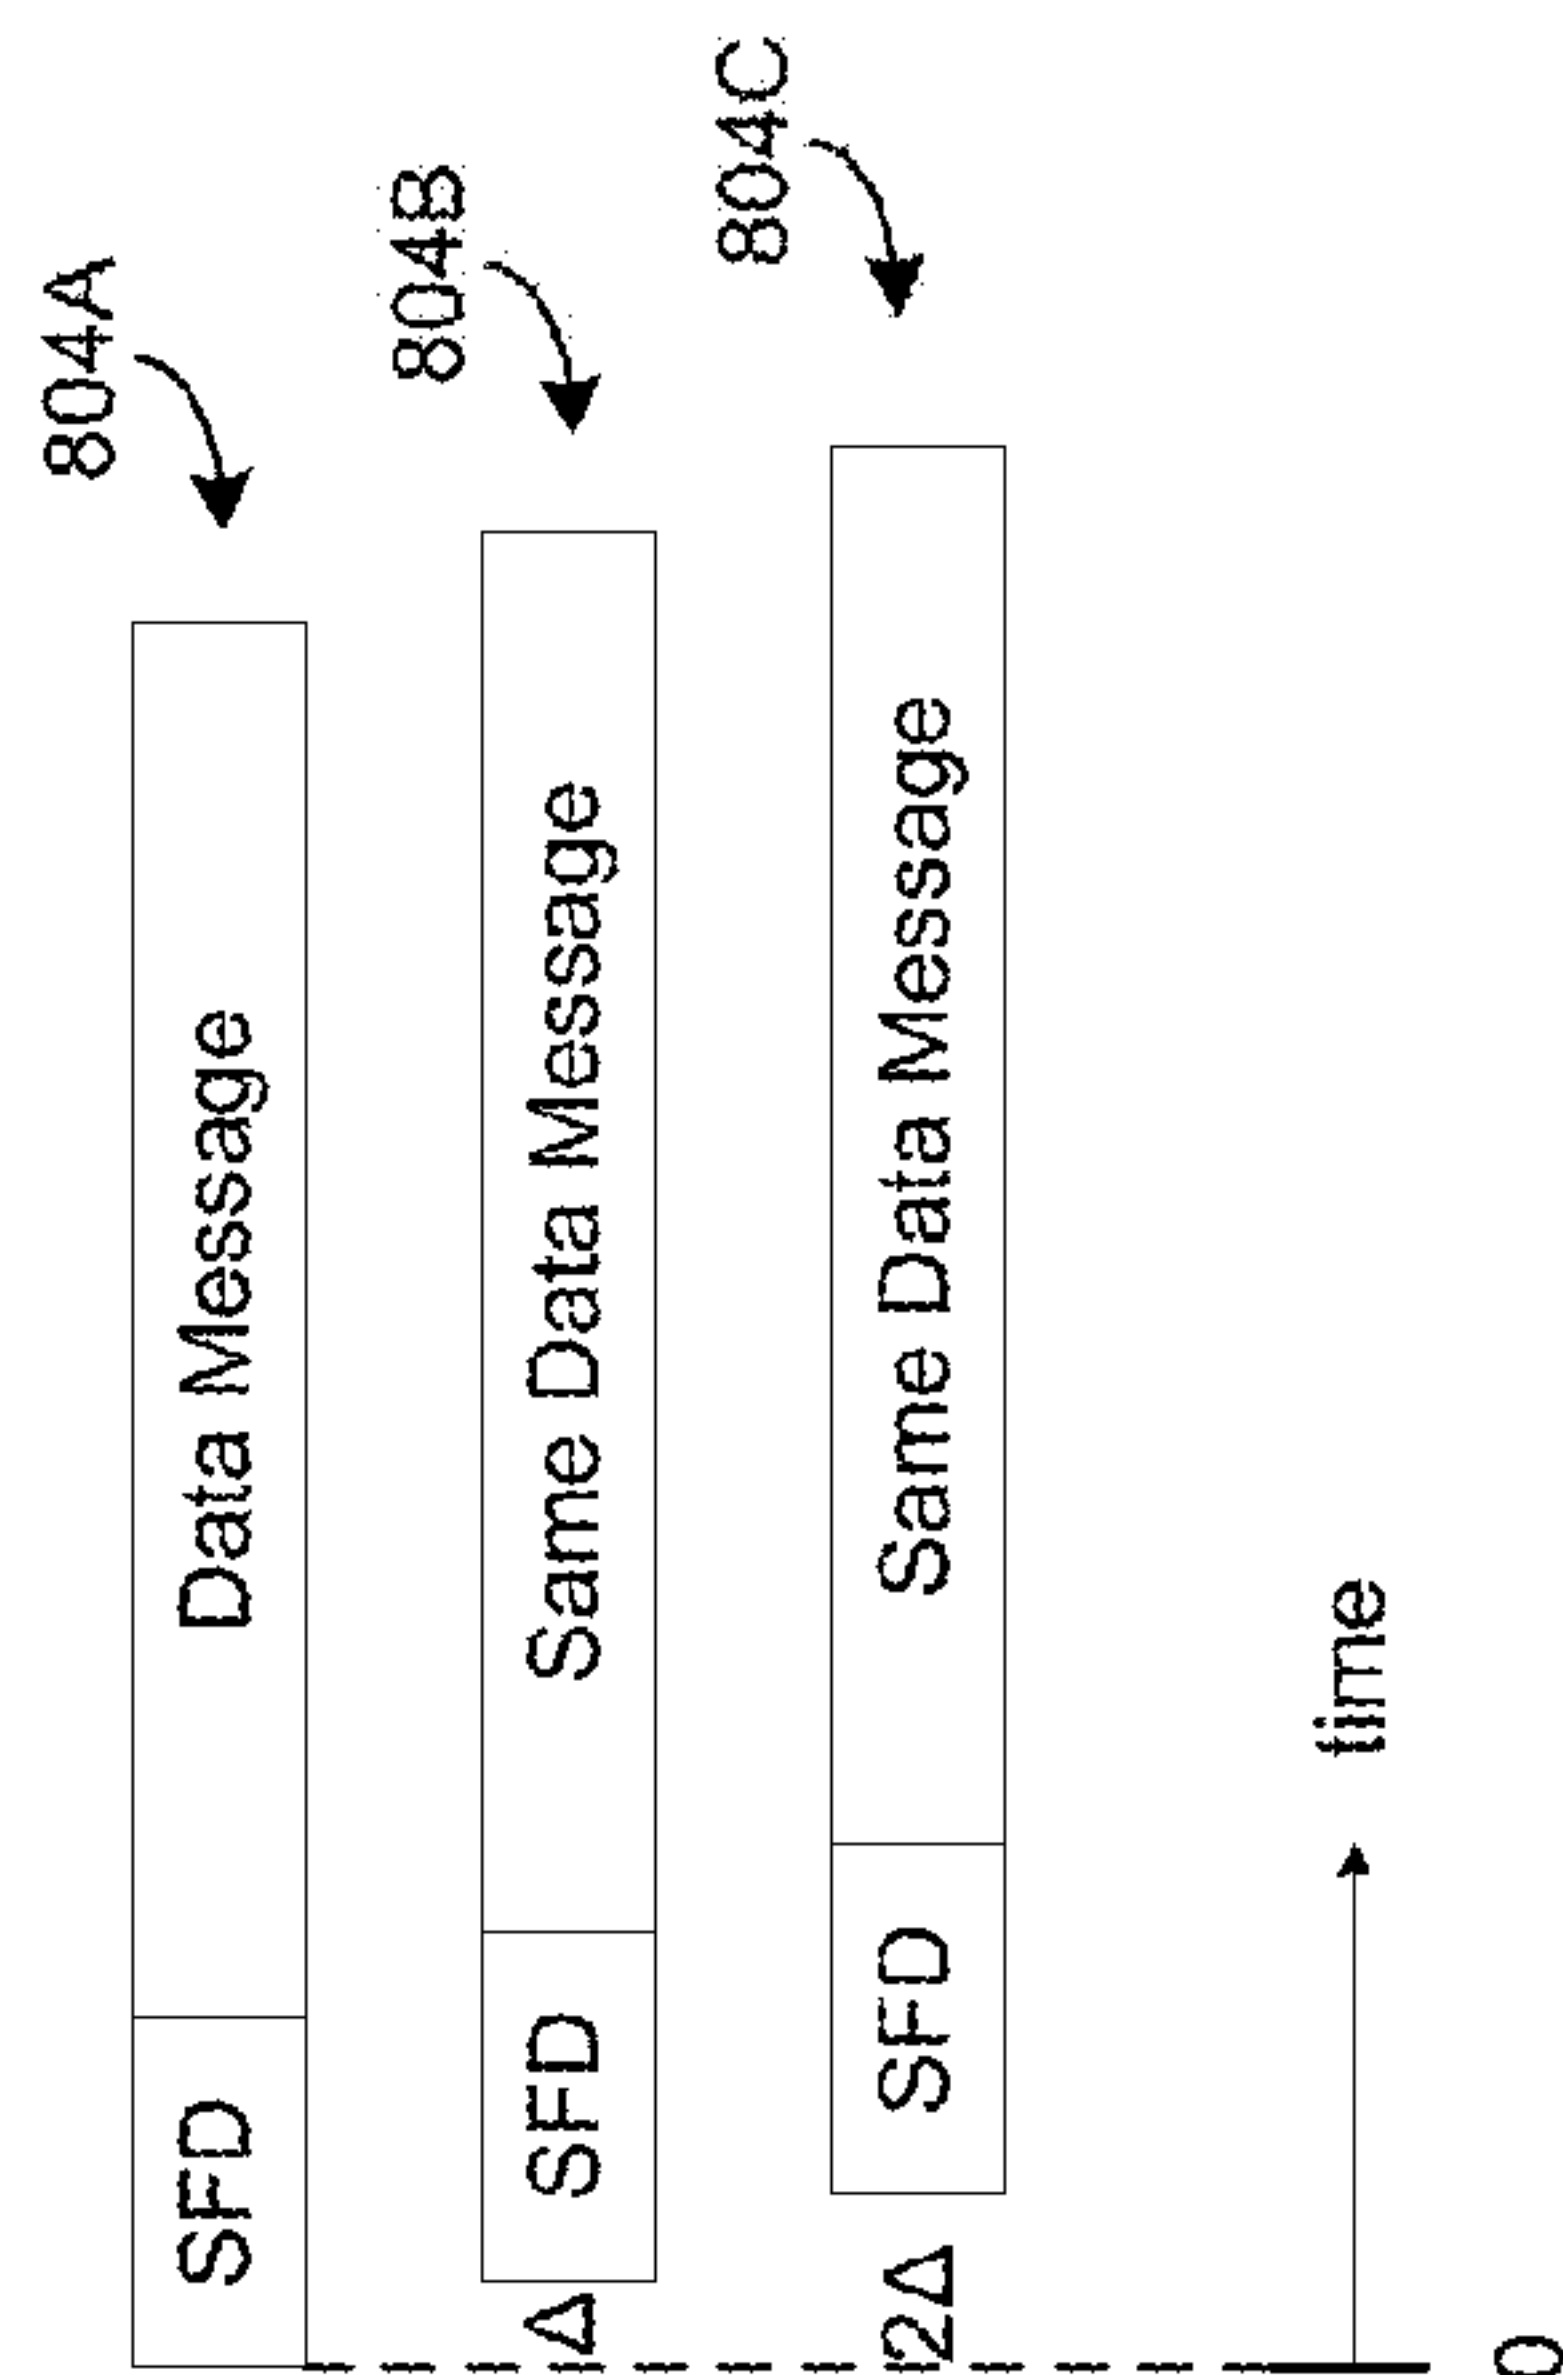 SFD Data Message 804A
Δ SFD Same Data Message 804B
2Δ SFD Same Data Message 804C
time
0